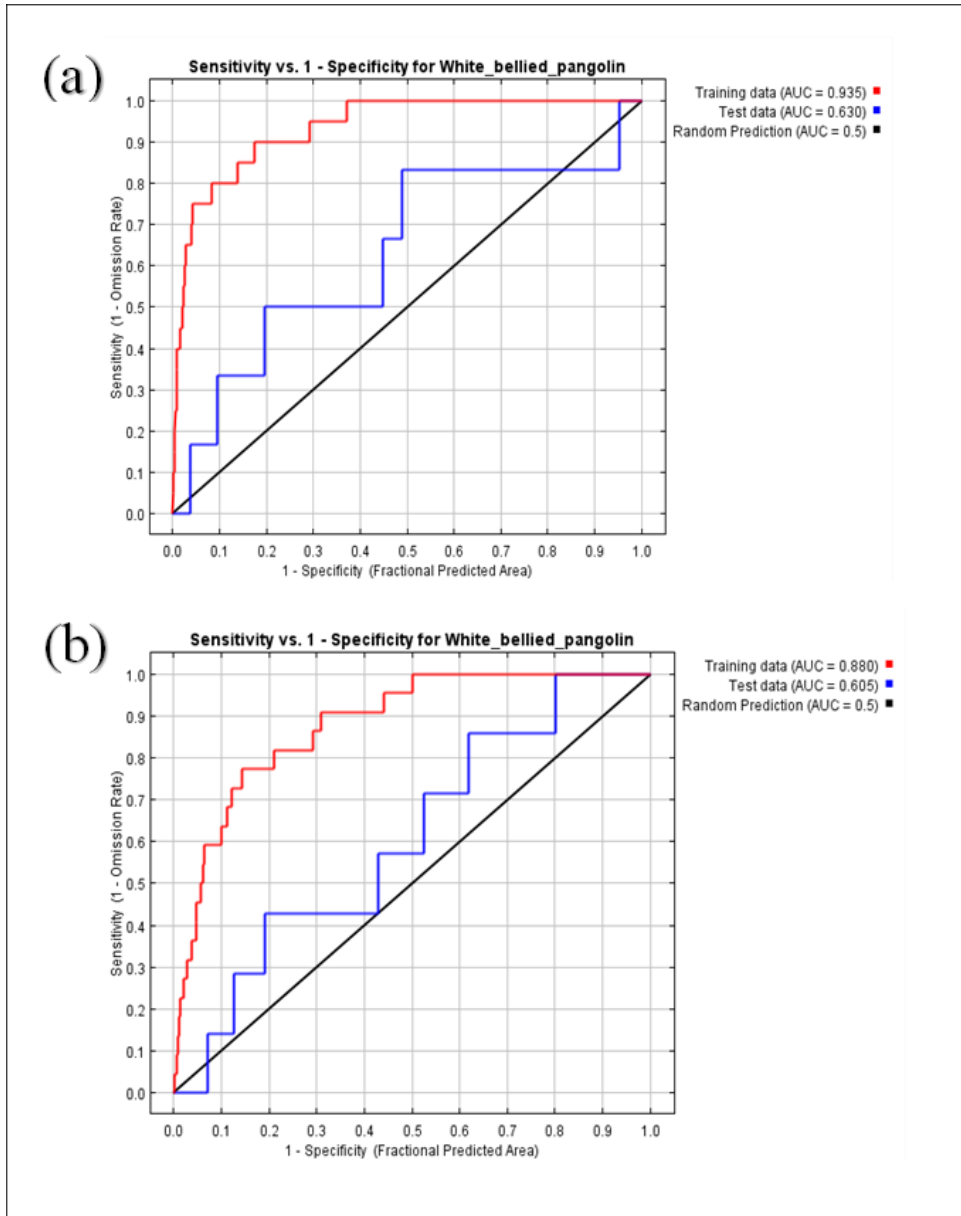 (a)
Sensitivity vs. 1 - Specificity for White_bellied_pangolin
Training data (AUC = 0.935)
Test data (AUC = 0.630)
Random Prediction (AUC = 0.5)
Sensitivity (1 - Omission Rate)
1.0
0.9
0.8
0.7
0.6
0.5
0.4
0.3
0.2
0.1
0.0
0.0 0.1 0.2 0.3 0.4 0.5 0.6 0.7 0.8 0.9 1.0
1 - Specificity (Fractional Predicted Area)
(b)
Sensitivity vs. 1 - Specificity for White_bellied_pangolin
Training data (AUC = 0.880)
Test data (AUC = 0.605)
Random Prediction (AUC = 0.5)
Sensitivity (1 - Omission Rate)
1.0
0.9
0.8
0.7
0.6
0.5
0.4
0.3
0.2
0.1
0.0
0.0 0.1 0.2 0.3 0.4 0.5 0.6 0.7 0.8 0.9 1.0
1 - Specificity (Fractional Predicted Area)